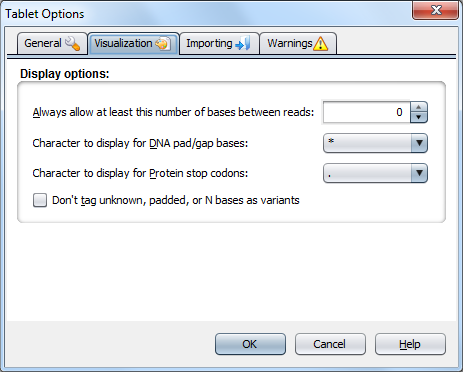 Tablet Options
General Visualization Importing Warnings
Display options:
Always allow at least this number of bases between reads: 0
Character to display for DNA pad/gap bases: *
Character to display for Protein stop codons: .
Don't tag unknown, padded, or N bases as variants
OK Cancel Help